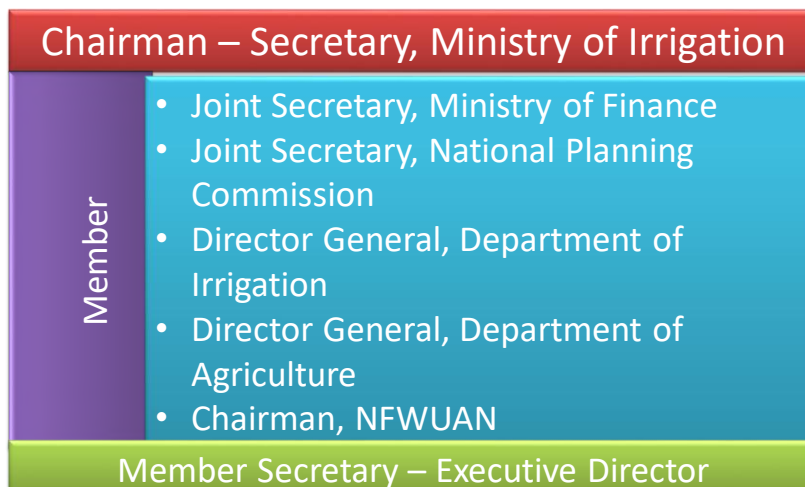 Chairman – Secretary, Ministry of Irrigation
Member
• Joint Secretary, Ministry of Finance
• Joint Secretary, National Planning
Commission
• Director General, Department of
Irrigation
• Director General, Department of
Agriculture
• Chairman, NFWUAN
Member Secretary – Executive Director